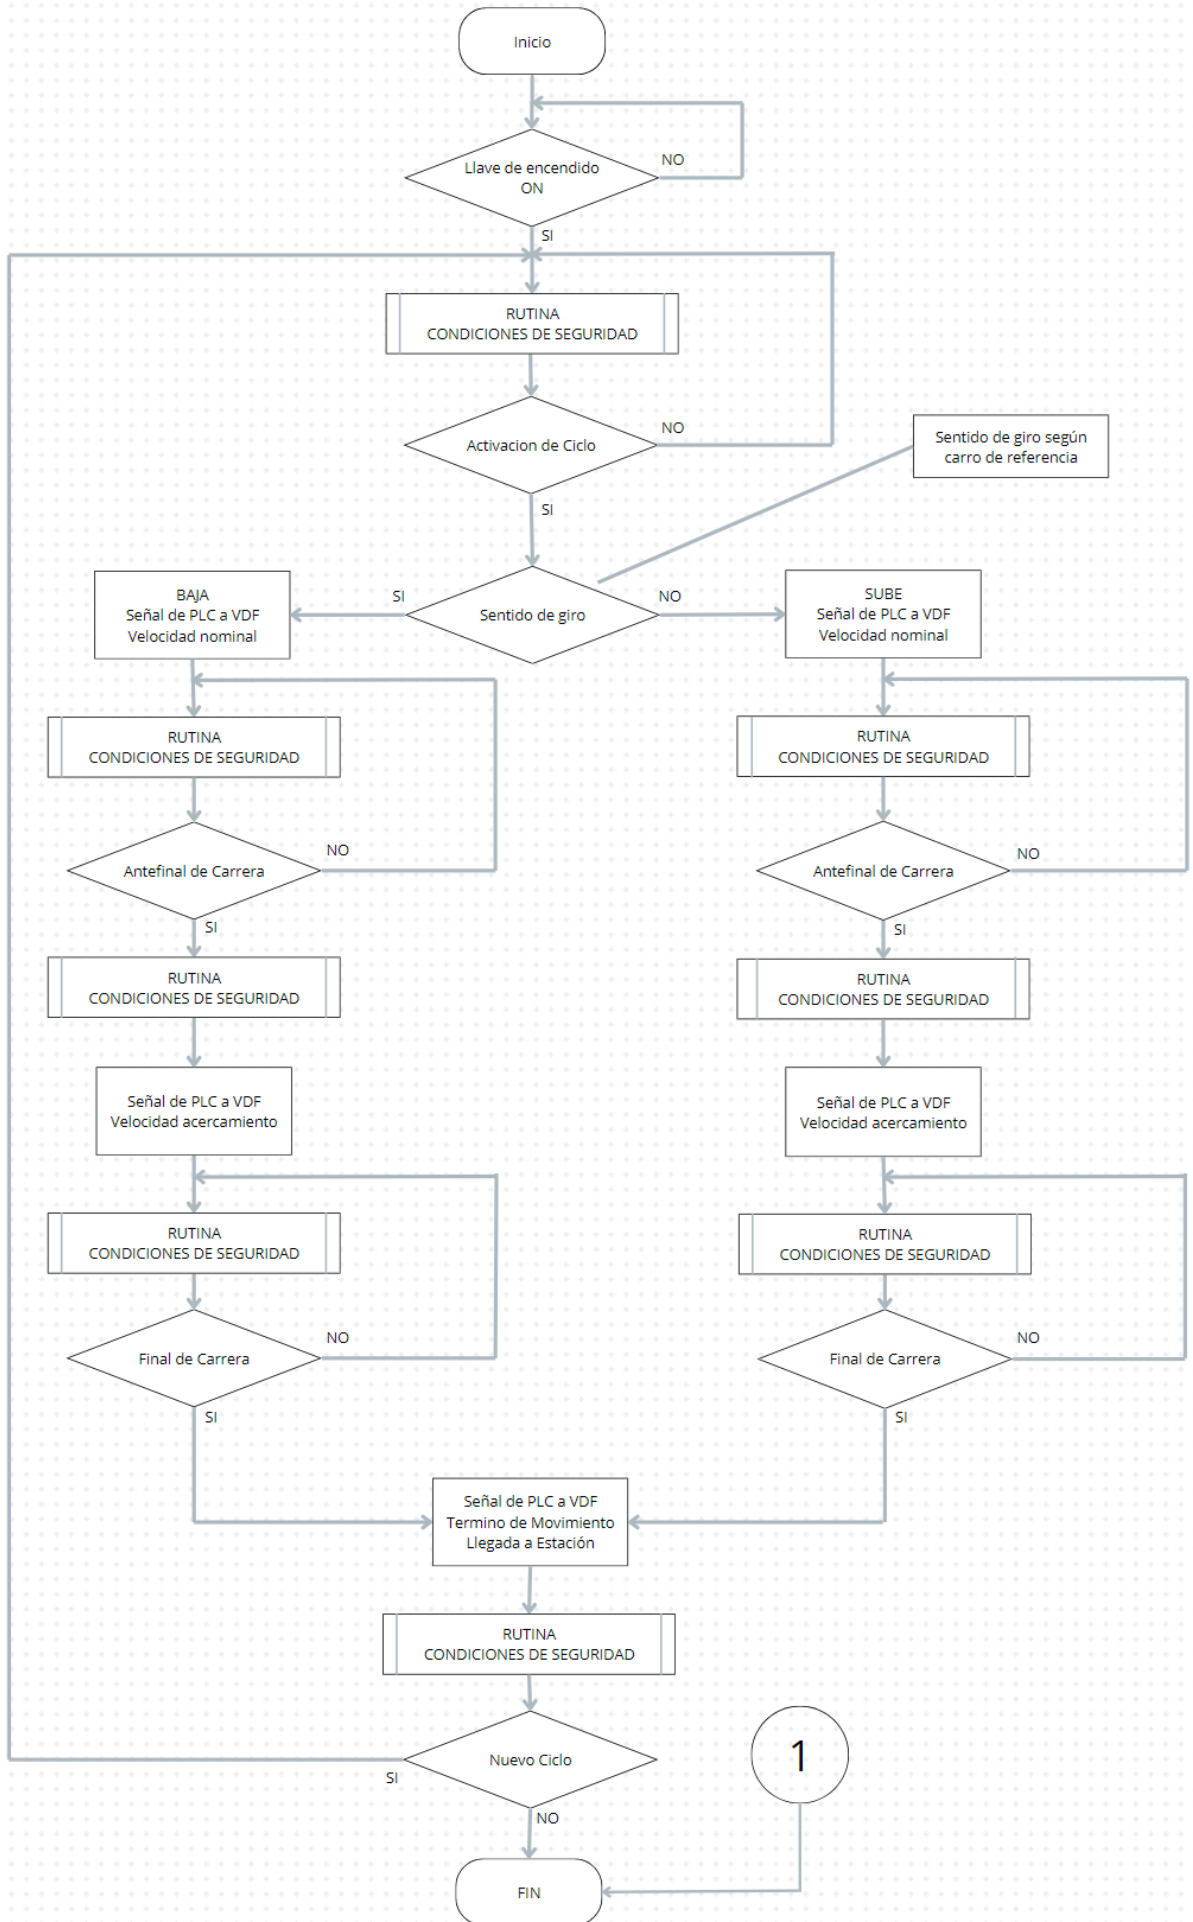 Inicio
Llave de encendido
ON
NO
SI
RUTINA
CONDICIONES DE SEGURIDAD
Activacion de Ciclo
NO
SI
Sentido de giro según
carro de referencia
Sentido de giro
SI
NO
BAJA
Señal de PLC a VDF
Velocidad nominal
SUBE
Señal de PLC a VDF
Velocidad nominal
RUTINA
CONDICIONES DE SEGURIDAD
RUTINA
CONDICIONES DE SEGURIDAD
Antefinal de Carrera
NO
SI
Antefinal de Carrera
NO
SI
RUTINA
CONDICIONES DE SEGURIDAD
RUTINA
CONDICIONES DE SEGURIDAD
Señal de PLC a VDF
Velocidad acercamiento
Señal de PLC a VDF
Velocidad acercamiento
RUTINA
CONDICIONES DE SEGURIDAD
RUTINA
CONDICIONES DE SEGURIDAD
Final de Carrera
NO
SI
Final de Carrera
NO
SI
Señal de PLC a VDF
Termino de Movimiento
Llegada a Estación
RUTINA
CONDICIONES DE SEGURIDAD
Nuevo Ciclo
SI
NO
1
FIN